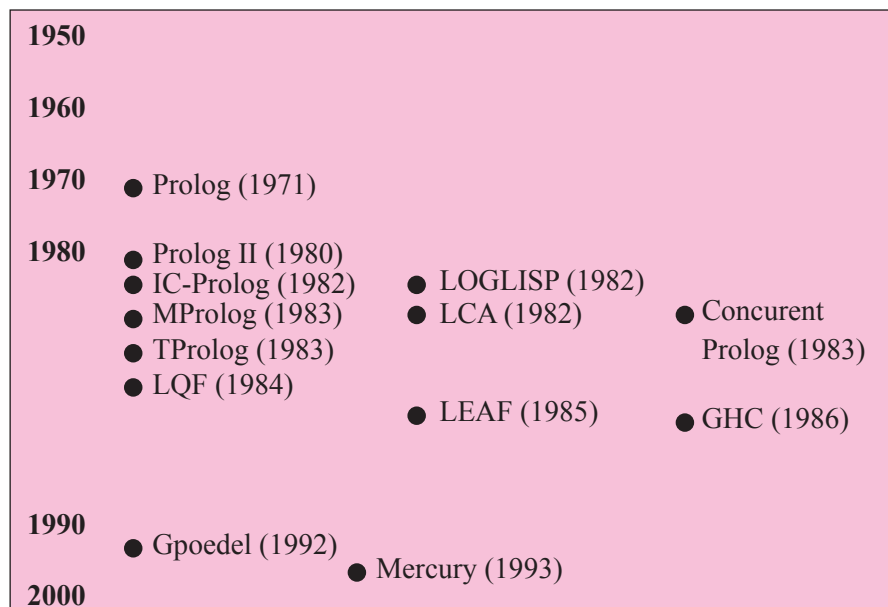 1950
1960
1970
Prolog (1971)
1980
Prolog II (1980)
IC-Prolog (1982)
LOGLISP (1982)
MProlog (1983)
LCA (1982)
Concurent
Prolog (1983)
TProlog (1983)
LQF (1984)
LEAF (1985)
GHC (1986)
1990
Gpoedel (1992)
Mercury (1993)
2000